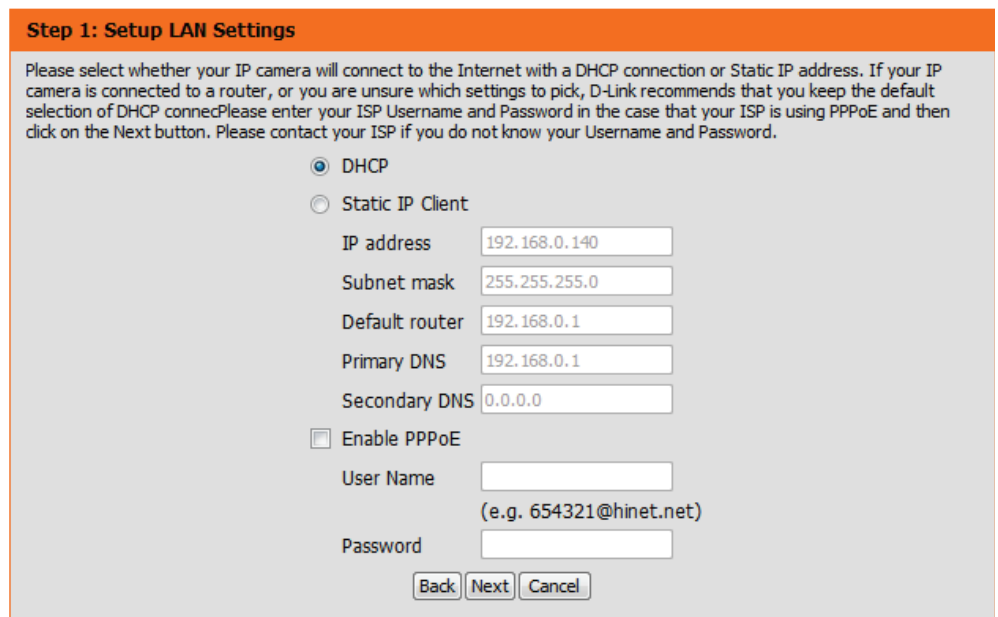 Step 1: Setup LAN Settings
Please select whether your IP camera will connect to the Internet with a DHCP connection or Static IP address. If your IP
camera is connected to a router, or you are unsure which settings to pick, D-Link recommends that you keep the default
selection of DHCP connecPlease enter your ISP Username and Password in the case that your ISP is using PPPoE and then
click on the Next button. Please contact your ISP if you do not know your Username and Password.
DHCP
Static IP Client
IP address 192.168.0.140
Subnet mask 255.255.255.0
Default router 192.168.0.1
Primary DNS 192.168.0.1
Secondary DNS 0.0.0.0
Enable PPPoE
User Name
(e.g. 654321@hinet.net)
Password
Back Next Cancel